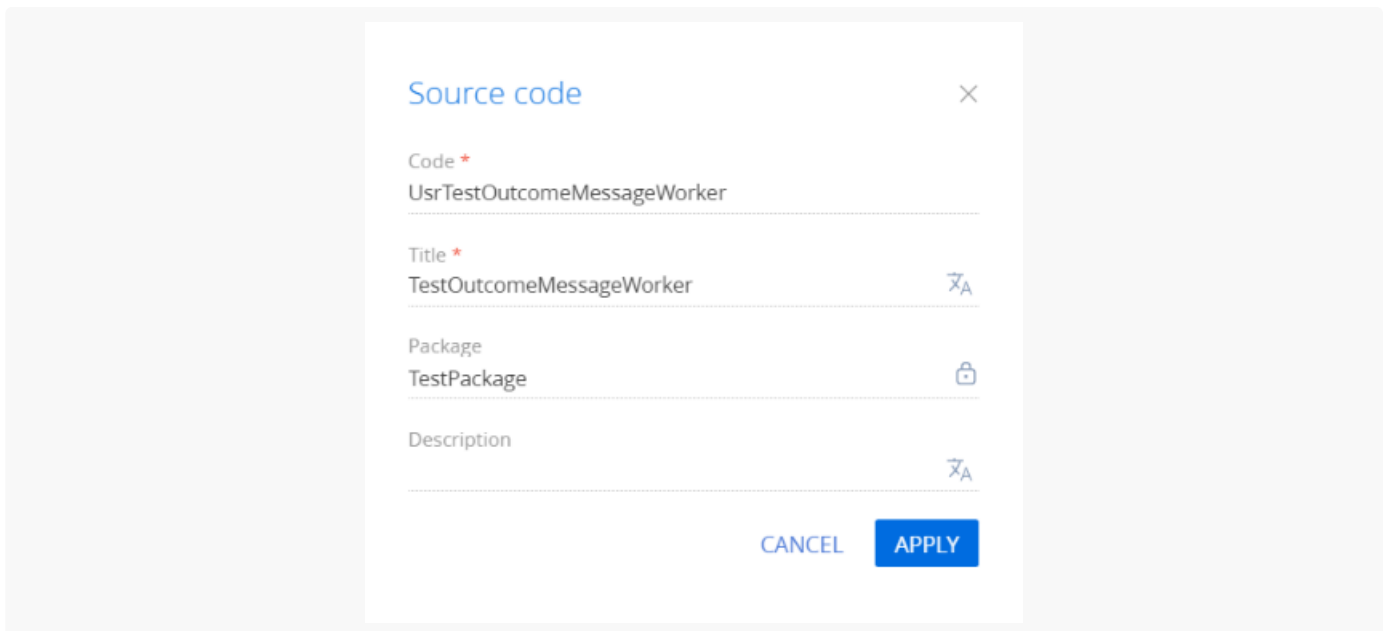 Source code
Code *
UsrTestOutcomeMessageWorker
Title *
TestOutcomeMessageWorker
Package
TestPackage
Description
CANCEL APPLY